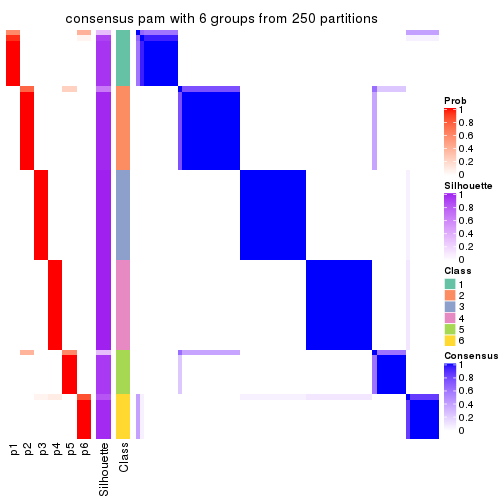 consensus pam with 6 groups from 250 partitions
Prob
1
0.8
0.6
0.4
0.2
0
Silhouette
1
0.8
0.6
0.4
0.2
0
Class
1
2
3
4
5
6
Consensus
1
0.8
0.6
0.4
0.2
0
p1
p2
p3
p4
p5
p6
Silhouette
Class